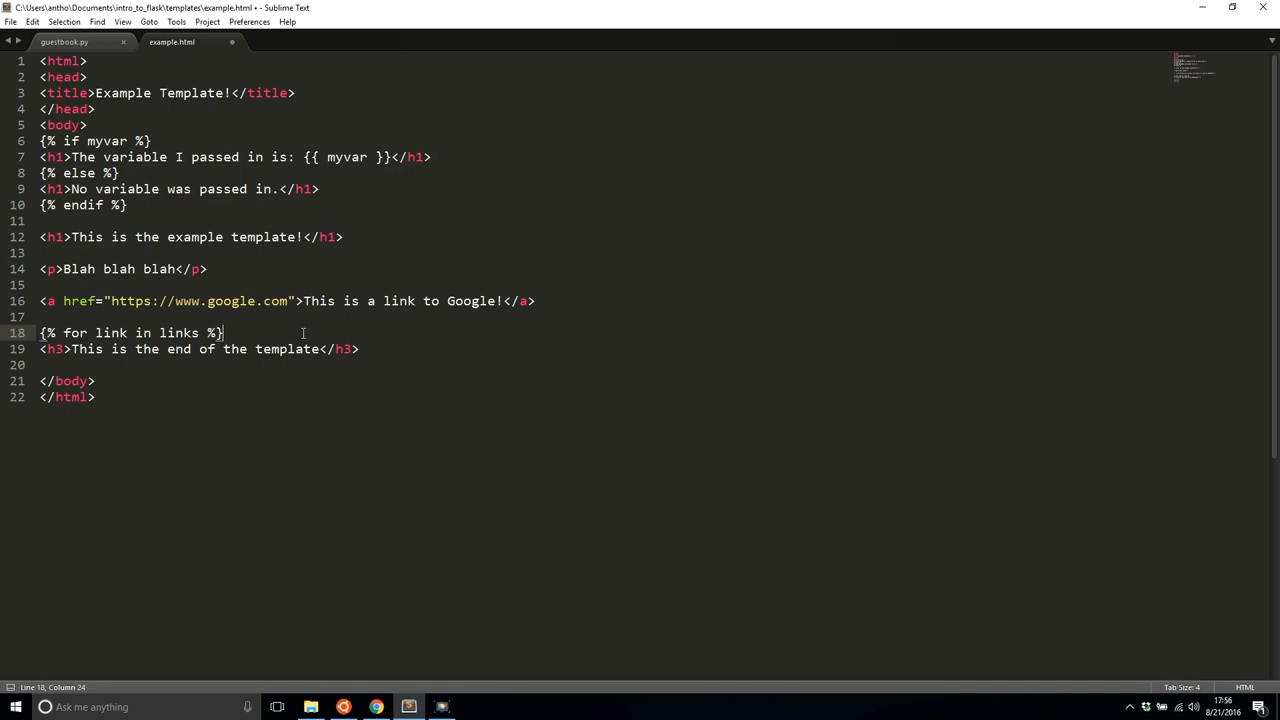 C:\Users\antho\Documents\intro_to_flask\templates\example.html • - Sublime Text
File Edit Selection Find View Goto Tools Project Preferences Help
guestbook.py × example.html
1 <html>
2 <head>
3 <title>Example Template!</title>
4 </head>
5 <body>
6 {% if myvar %}
7 <h1>The variable I passed in is: {{ myvar }}</h1>
8 {% else %}
9 <h1>No variable was passed in.</h1>
10 {% endif %}
11
12 <h1>This is the example template!</h1>
13
14 <p>Blah blah blah</p>
15
16 <a href="https://www.google.com">This is a link to Google!</a>
17
18 {% for link in links %}
19 <h3>This is the end of the template</h3>
20
21 </body>
22 </html>
Line 18, Column 24 Tab Size: 4 HTML
Ask me anything
17:56
8/21/2016